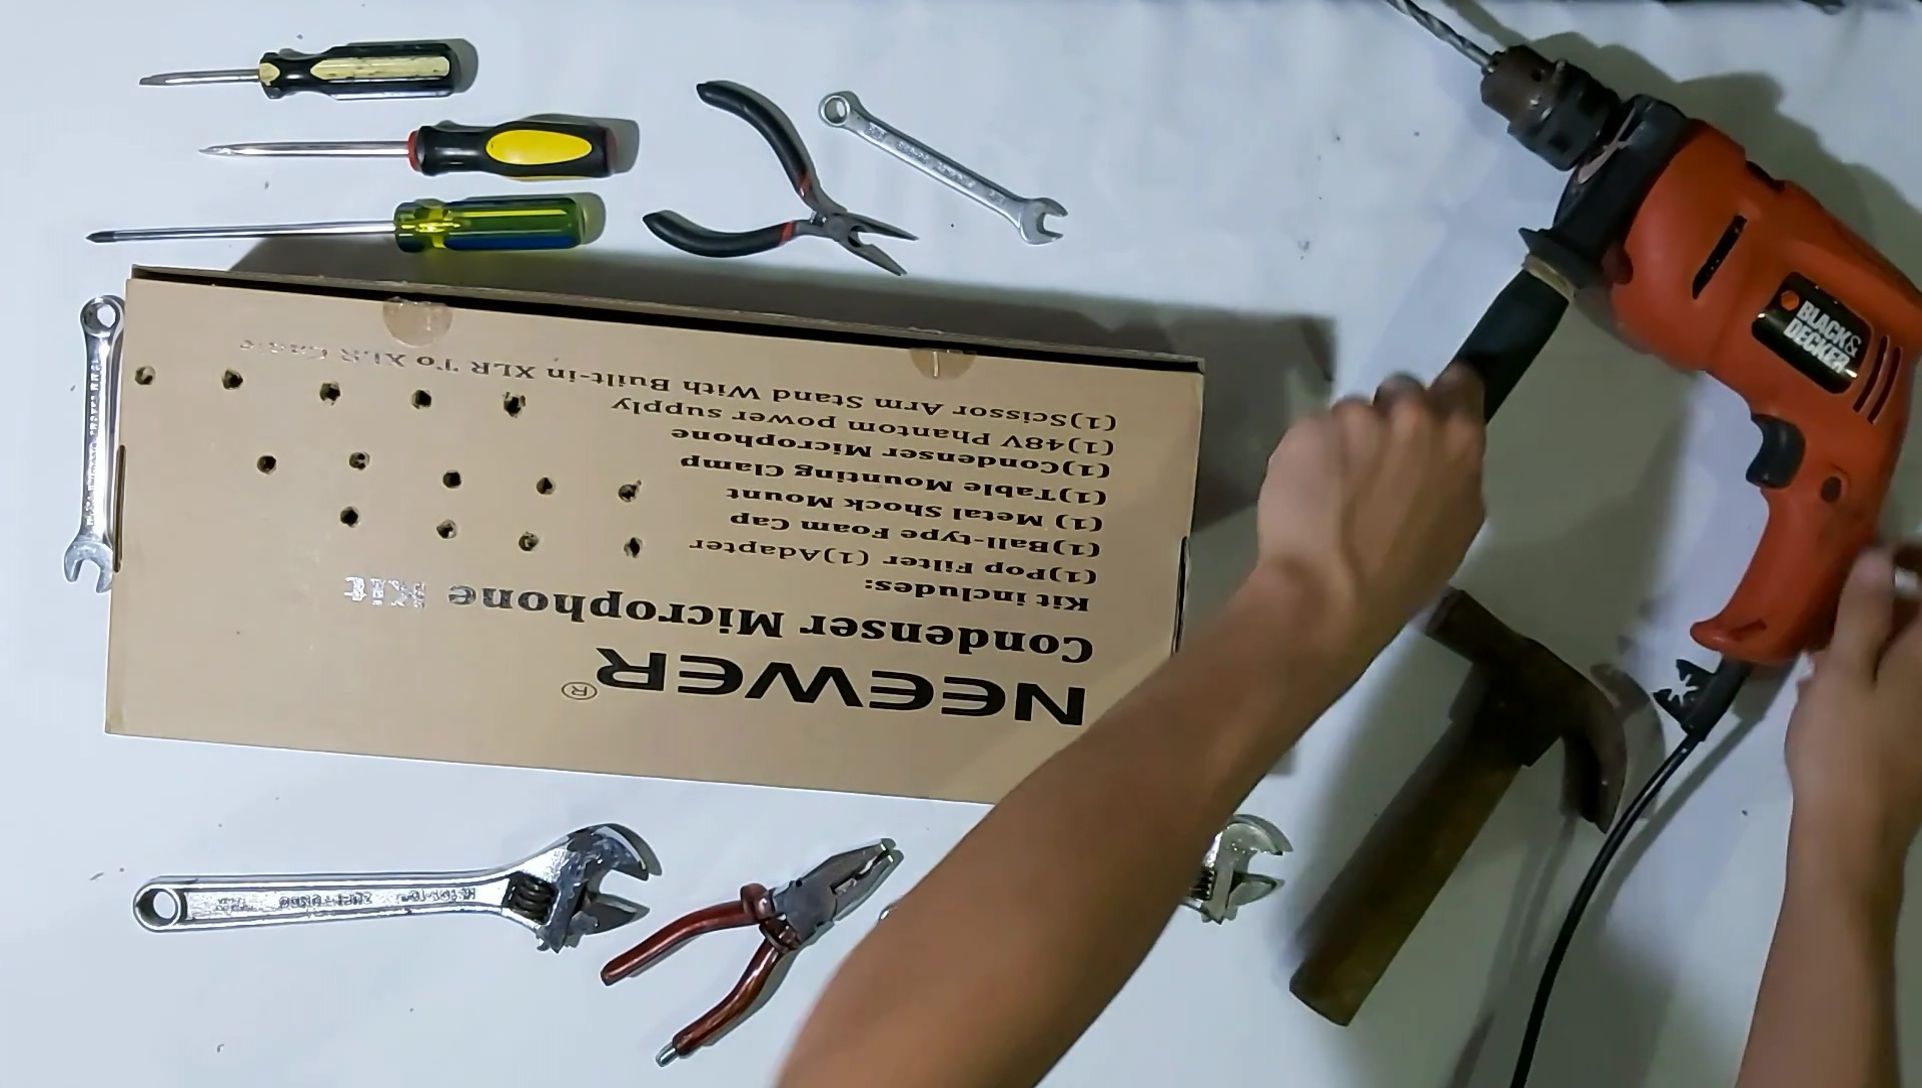 NEEWER®
Condenser Microphone Kit
Kit includes:
(1)Pop Filter (1)Adapter
(1)Ball-type Foam Cap
(1) Metal Shock Mount
(1)Table Mounting Clamp
(1)Condenser Microphone
(1)48V Phantom power supply
(1)Scissor Arm Stand With Built-in XLR To XLR Cable
BLACK&
DECKER